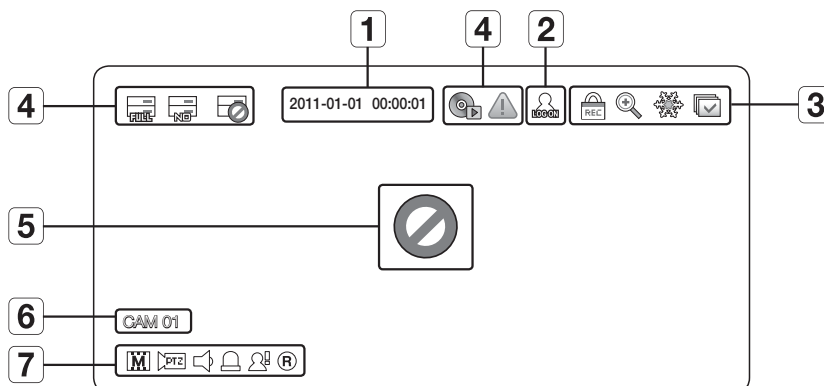 1
4
2
4
FULL
ND
2011-01-01 00:00:01
LOG ON
REC
3
5
6
CAM 01
7
M
PTZ
R